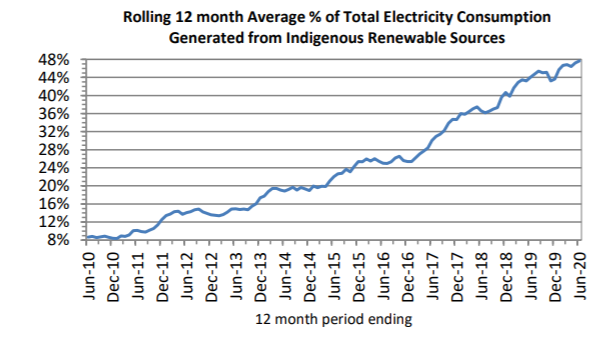 Rolling 12 month Average % of Total Electricity Consumption
Generated from Indigenous Renewable Sources
48%
44%
40%
36%
32%
28%
24%
20%
16%
12%
8%
Jun-10
Dec-10
Jun-11
Dec-11
Jun-12
Dec-12
Jun-13
Dec-13
Jun-14
Dec-14
Jun-15
Dec-15
Jun-16
Dec-16
Jun-17
Dec-17
Jun-18
Dec-18
Jun-19
Dec-19
Jun-20
12 month period ending